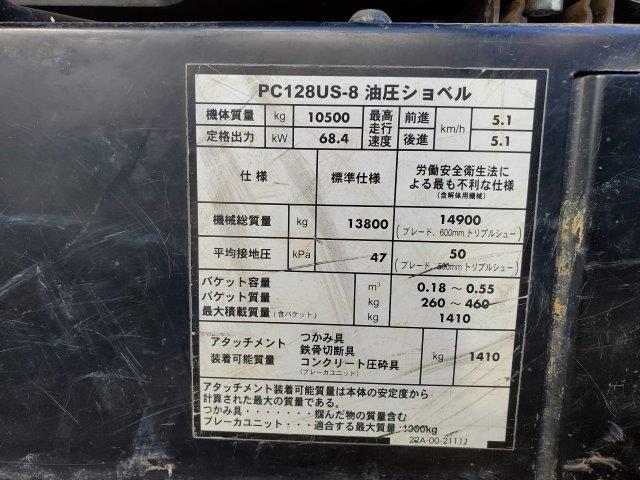 PC128US-8 油圧ショベル
機体質量 kg 10500 最高走行速度 前進 km/h 5.1
定格出力 kW 68.4 後進 5.1
仕様 標準仕様 労働安全衛生法による最も不利な仕様
(含解体用機械)
機械総質量 kg 13800 14900
(ブレード、600mm トリプルシュー)
平均接地圧 kPa 47 50
(ブレード、600mm トリプルシュー)
バケット容量 m³ 0.18 ～ 0.55
バケット質量 kg 260 ～ 460
最大積載質量 (含バケット) kg 1410
アタッチメント装着可能質量 つかみ具
鉄骨切断具
コンクリート圧砕具
(ブレーカユニット)
kg 1410
アタッチメント装着可能質量は本体の安定度から
計算された最大の質量である。
つかみ具・・・・・・・掴んだ物の質量含む
ブレーカユニット・・・適合する最大質量 kg
22A-00-211JJ